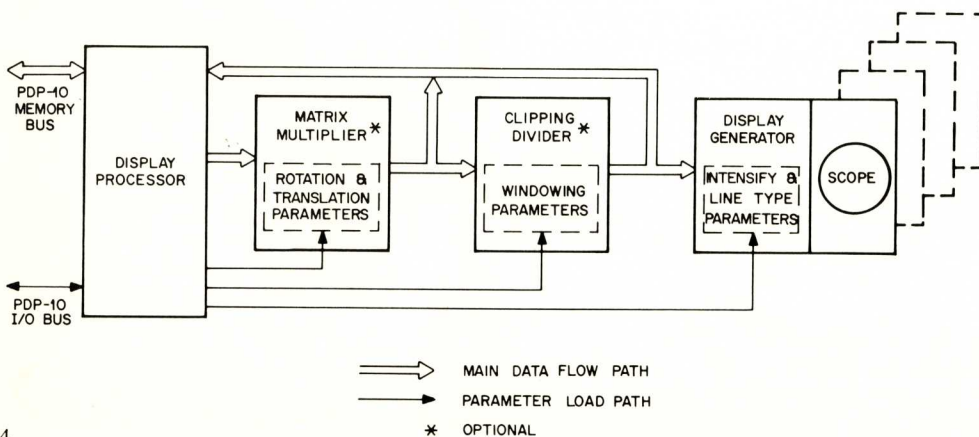 PDP-10
MEMORY
BUS
DISPLAY
PROCESSOR
PDP-10
I/O BUS
MATRIX
MULTIPLIER *
ROTATION &
TRANSLATION
PARAMETERS
CLIPPING
DIVIDER *
WINDOWING
PARAMETERS
DISPLAY
GENERATOR
INTENSIFY &
LINE TYPE
PARAMETERS
SCOPE
MAIN DATA FLOW PATH
PARAMETER LOAD PATH
* OPTIONAL